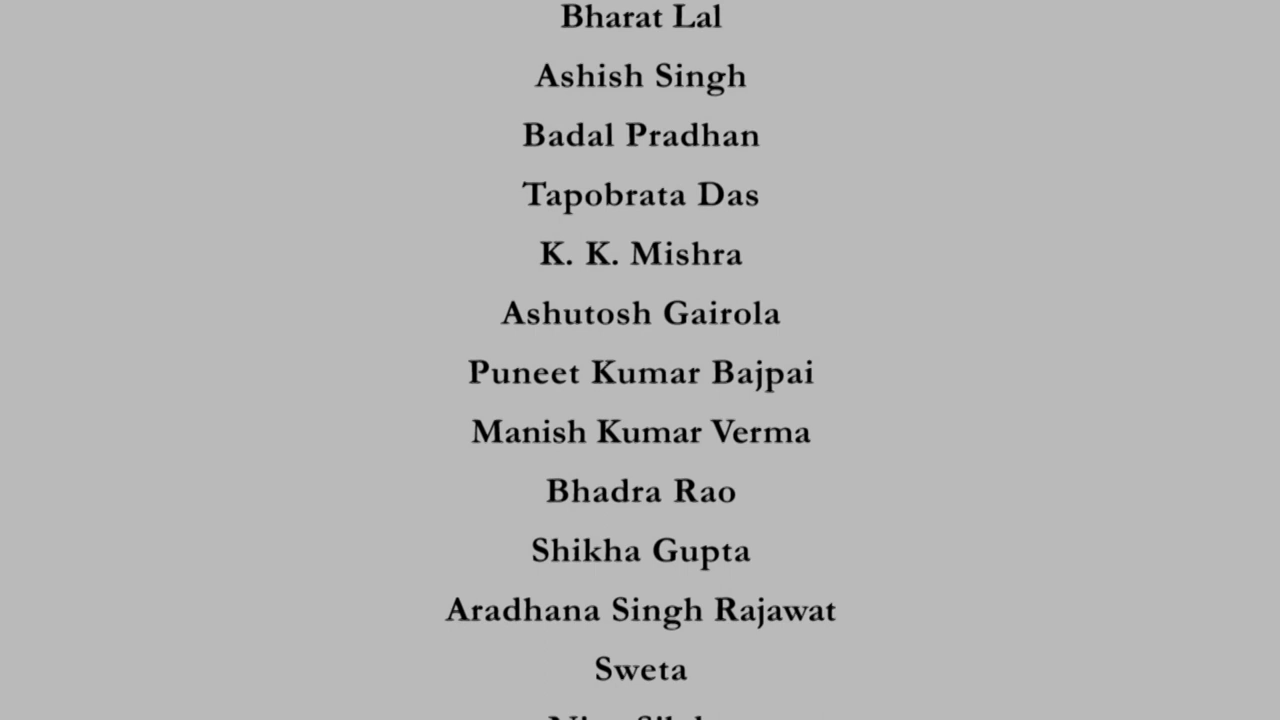 Bharat Lal
Ashish Singh
Badal Pradhan
Tapobrata Das
K. K. Mishra
Ashutosh Gairola
Puneet Kumar Bajpai
Manish Kumar Verma
Bhadra Rao
Shikha Gupta
Aradhana Singh Rajawat
Sweta